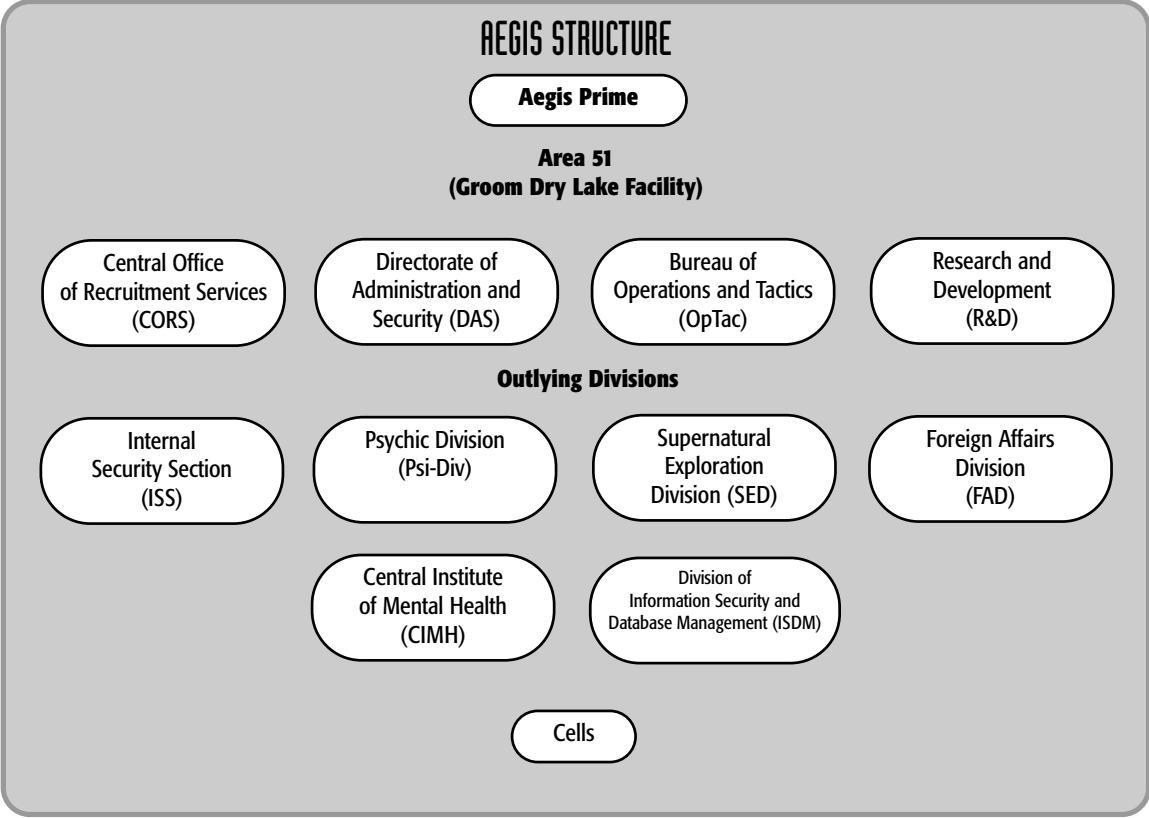 AEGIS STRUCTURE
Aegis Prime
Area 51
(Groom Dry Lake Facility)
Central Office
of Recruitment Services
(CORS)
Directorate of
Administration and
Security (DAS)
Bureau of
Operations and Tactics
(OpTac)
Research and
Development
(R&D)
Outlying Divisions
Internal
Security Section
(ISS)
Psychic Division
(Psi-Div)
Supernatural
Exploration
Division (SED)
Foreign Affairs
Division
(FAD)
Central Institute
of Mental Health
(CIMH)
Division of
Information Security and
Database Management (ISDM)
Cells